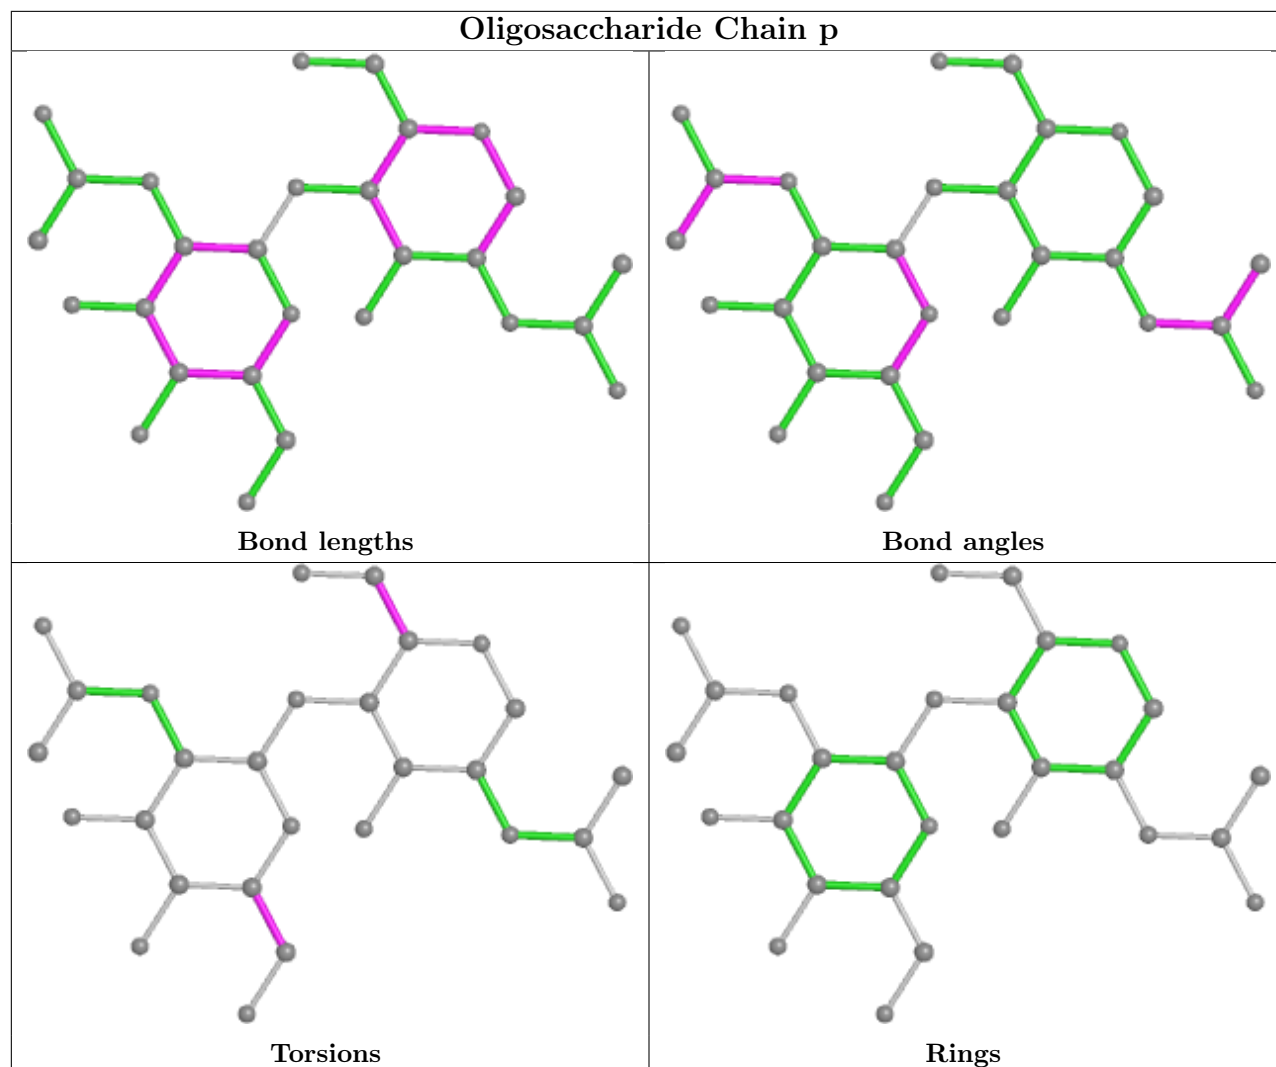 Oligosaccharide Chain p
Bond lengths
Bond angles
Torsions
Rings